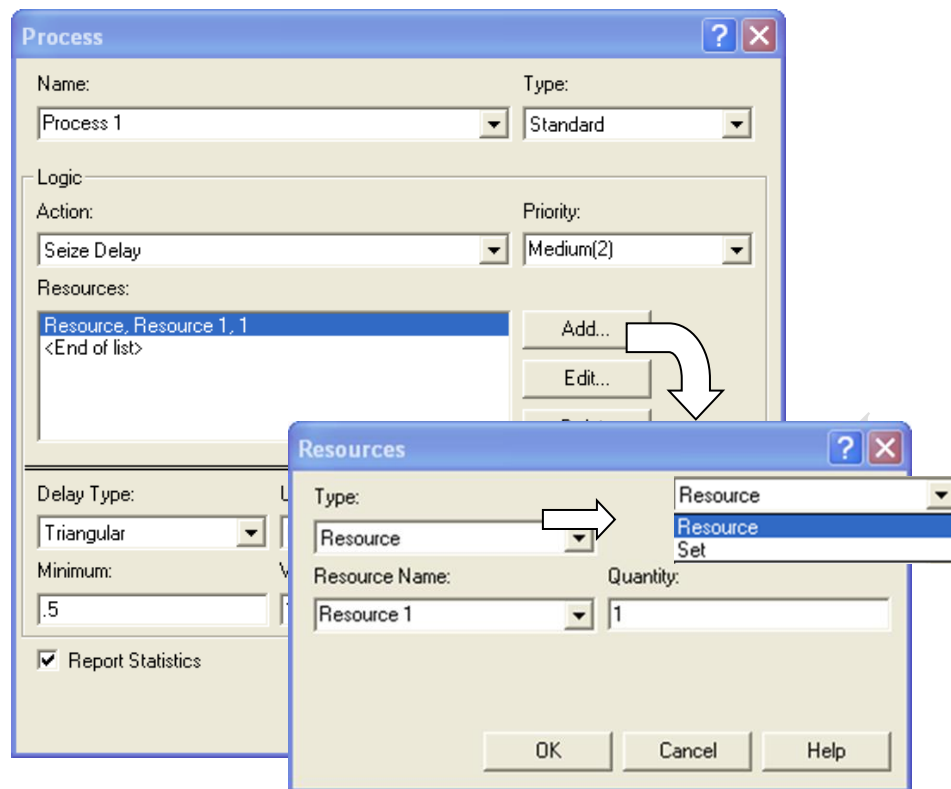 Process
Name:
Type:
Process 1
Standard
Logic
Action:
Priority:
Seize Delay
Medium(2)
Resources:
Resource, Resource 1, 1
<End of list>
Add...
Edit...
Resources
Delay Type:
Triangular
Minimum:
.5
Report Statistics
Type:
Resource
Resource
Resource
Set
Resource Name:
Quantity:
Resource 1
1
OK
Cancel
Help